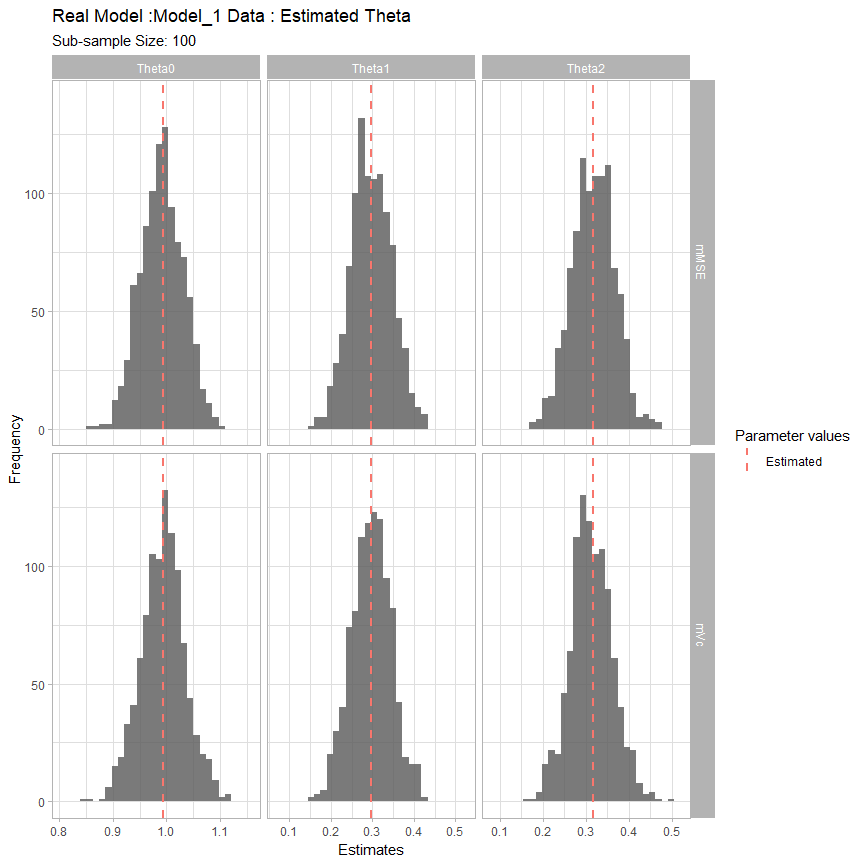 Real Model :Model_1 Data : Estimated Theta
Sub-sample Size: 100
Theta0 Theta1 Theta2
100
50
0
mMSE
Frequency
100
50
0
mVc
0.8 0.9 1.0 1.1 0.1 0.2 0.3 0.4 0.5 0.1 0.2 0.3 0.4 0.5
Estimates
Parameter values
Estimated